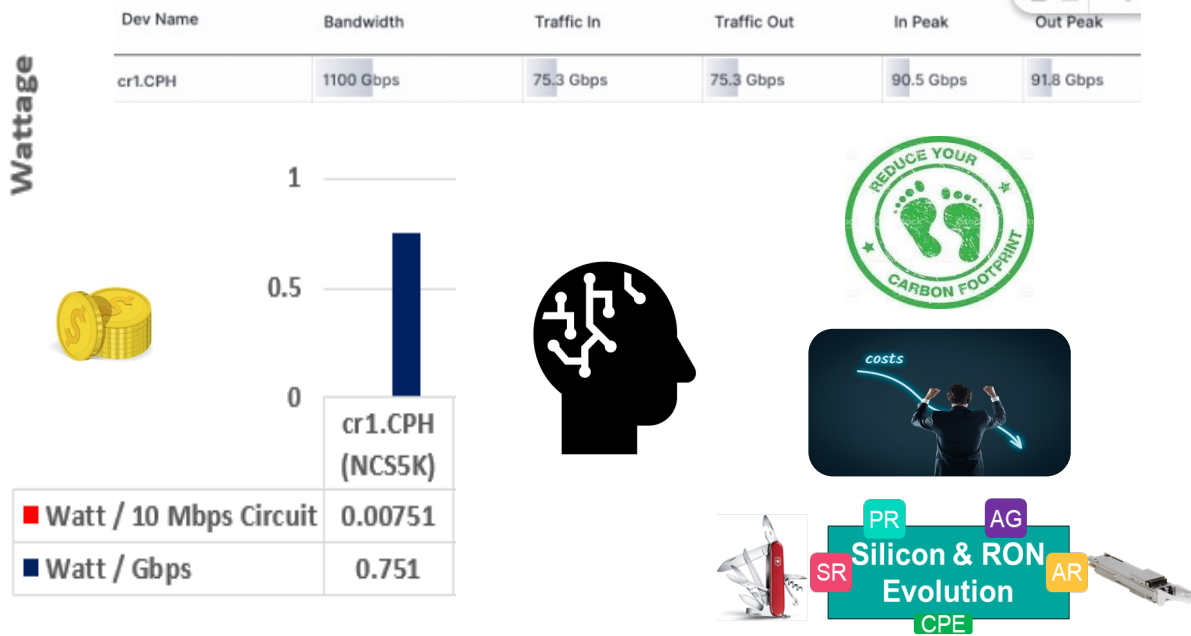 Dev Name Bandwidth Traffic In Traffic Out In Peak Out Peak
cr1.CPH 1100 Gbps 75.3 Gbps 75.3 Gbps 90.5 Gbps 91.8 Gbps
Wattage
1
0.5
0
cr1.CPH
(NCS5K)
Watt / 10 Mbps Circuit 0.00751
Watt / Gbps 0.751
REDUCE YOUR
CARBON FOOTPRINT
costs
PR AG
Silicon & RON
SR AR
Evolution
CPE